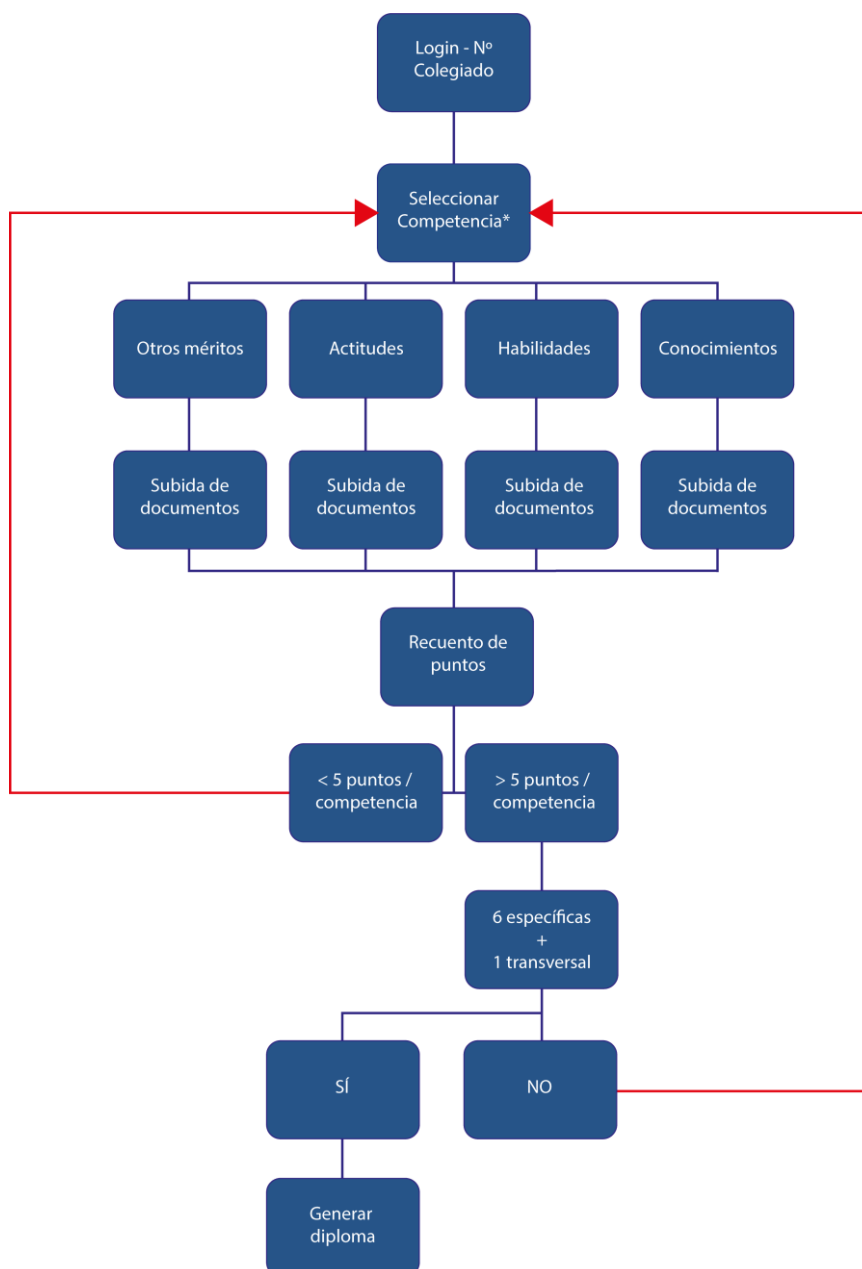 Login - Nº
Colegiado
Seleccionar
Competencia*
Otros méritos
Actitudes
Habilidades
Conocimientos
Subida de
documentos
Subida de
documentos
Subida de
documentos
Subida de
documentos
Recuento de
puntos
< 5 puntos /
competencia
> 5 puntos /
competencia
6 específicas
+
1 transversal
SÍ
NO
Generar
diploma